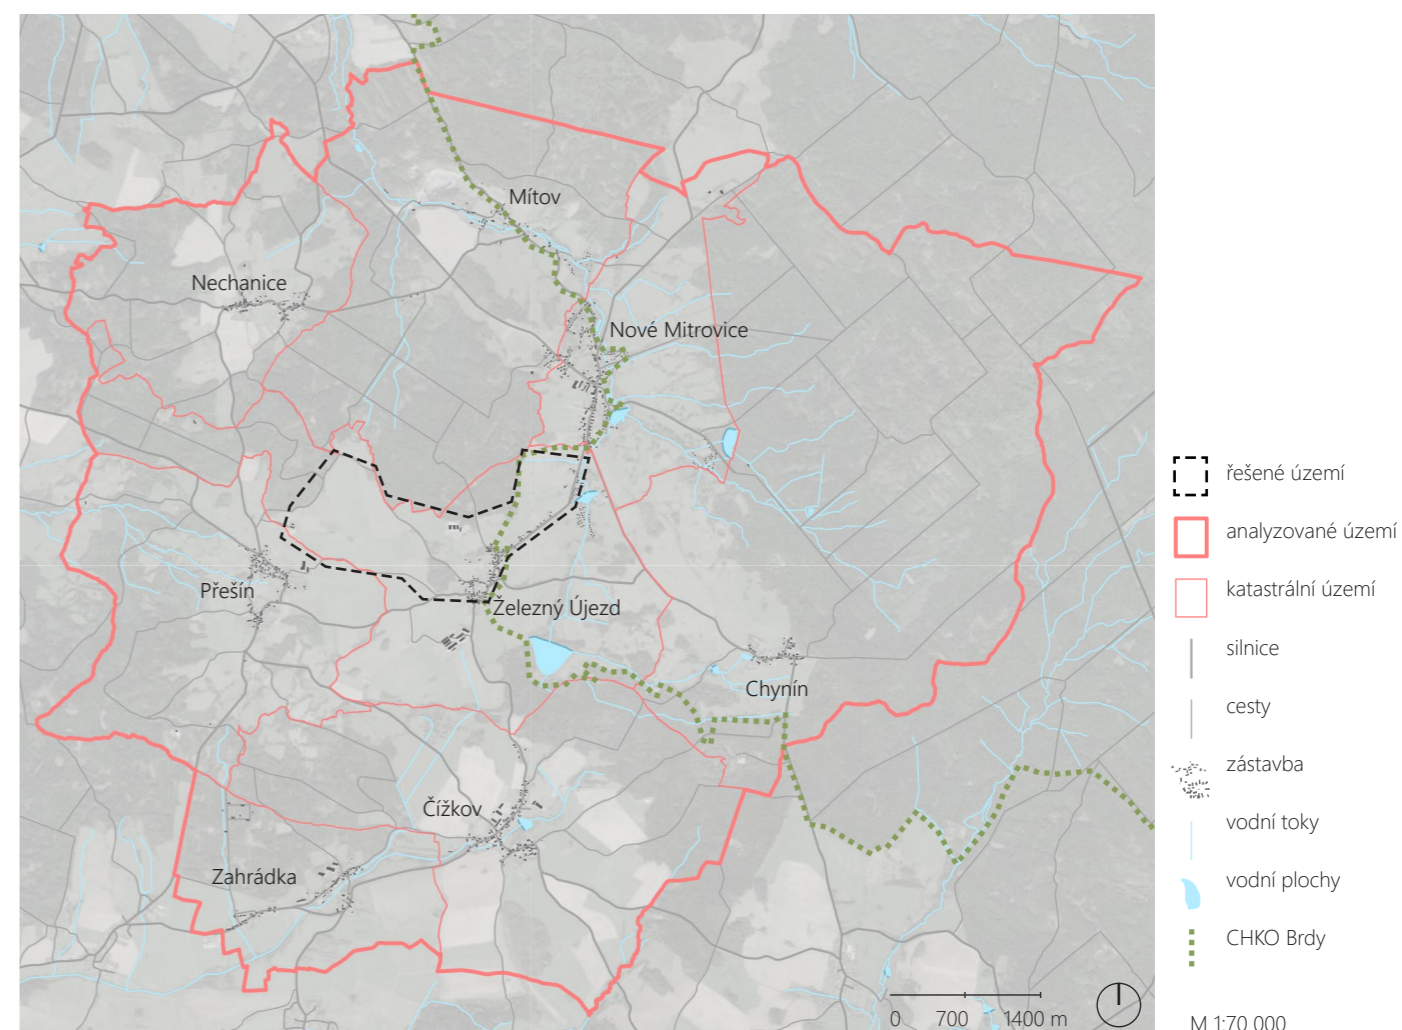 Mítov
Nechanice
Nové Mitrovice
Přešín
Železný Újezd
Chynín
Čížkov
Zahrádka
0 700 1400 m
řešené území
analyzované území
katastrální území
silnice
cesty
zástavba
vodní toky
vodní plochy
CHKO Brdy
M 1:70 000